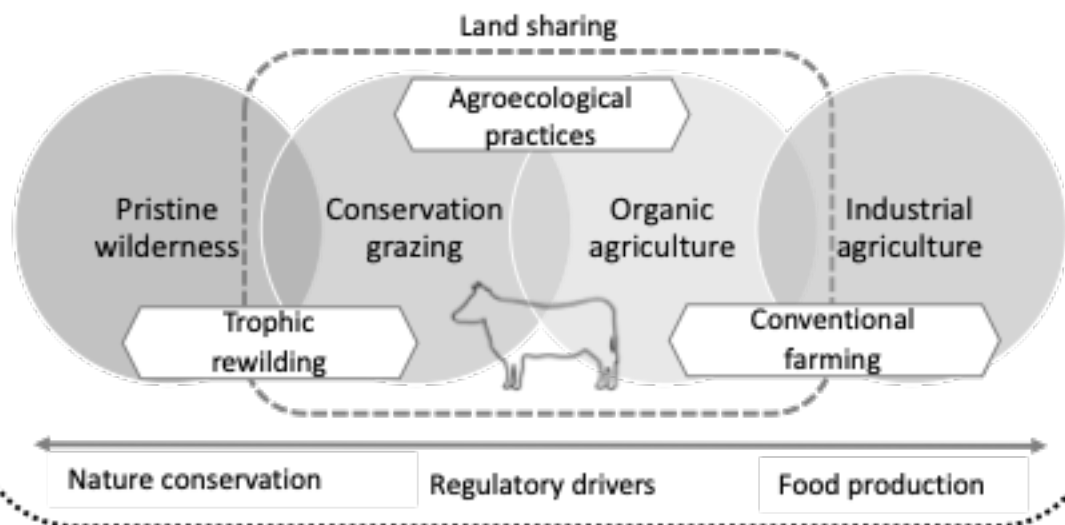 Land sharing
Agroecological
practices
Pristine
wilderness
Conservation
grazing
Organic
agriculture
Industrial
agriculture
Trophic
rewilding
Conventional
farming
Nature conservation
Regulatory drivers
Food production